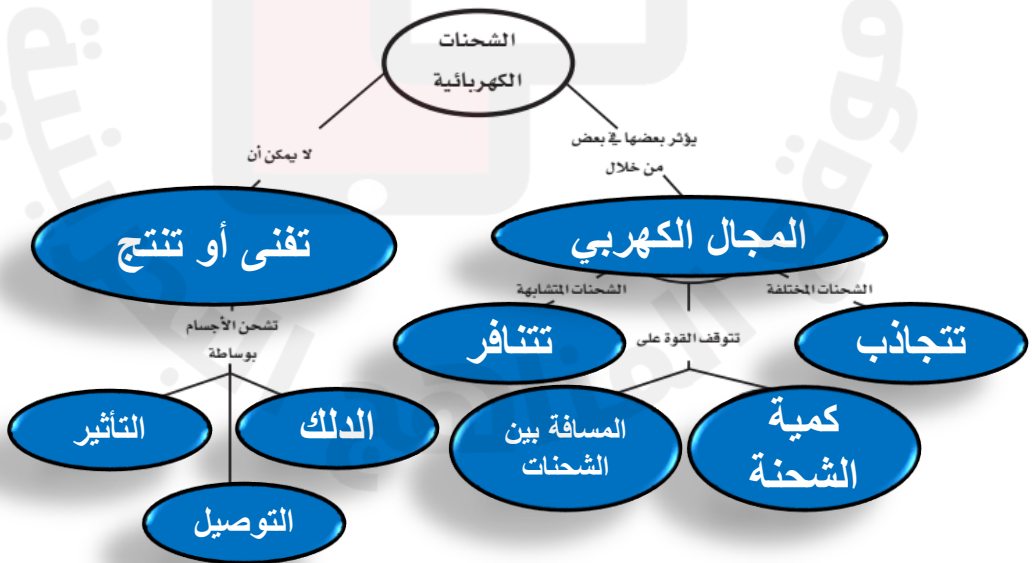 الشحنات
الكهربائية
يؤثر بعضها في بعض
من خلال
لا يمكن أن
المجال الكهربي
تفنى أو تنتج
الشحنات المختلفة
الشحنات المتشابهة
تتجاذب
تتوقف القوة على
تتنافر
تشحن الأجسام
بوساطة
كمية
الشحنة
المسافة بين
الشحنات
الدلك
التأثير
التوصيل